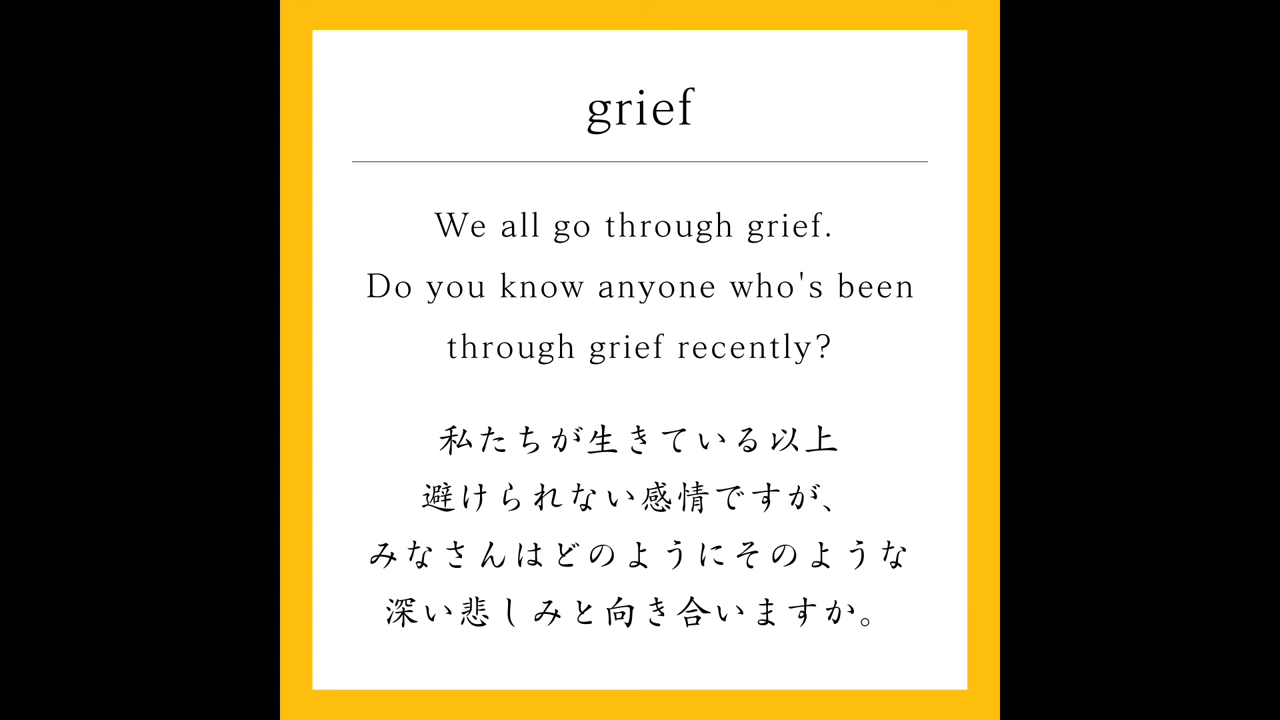 grief
We all go through grief.
Do you know anyone who's been
through grief recently?
私たちが生きている以上
避けられない感情ですが、
みなさんはどのようにそのような
深い悲しみと向き合いますか。